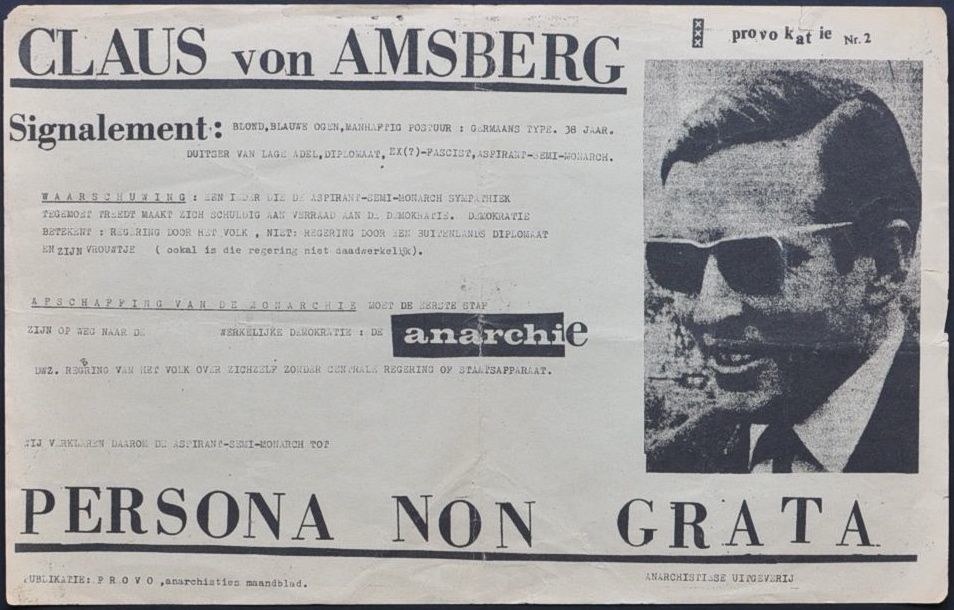 CLAUS von AMSBERG
provokatie Nr. 2
Signalement: BLOND,BLAUWE OGEN,MANHAFTIG POSTUUR : GERMAANS TYPE. 38 JAAR.
DUITSER VAN LAGE ADEL,DIPLOMAAT,EX(?)-FASCIST,ASPIRANT-SEMI-MONARCH.
WAARSCHUWING : EEN IEDER DIE DE ASPIRANT-SEMI-MONARCH SYMPATHIEK
TEGEMOET TREEDT MAAKT ZICH SCHULDIG AAN VERRAAD AAN DE DEMOKRATIE. DEMOKRATIE
BETEKENT : REGERING DOOR HET VOLK , NIET: REGERING DOOR EEN BUITENLANDS DIPLOMAAT
EN ZIJN VROUWTJE ( ookal is die regering niet daadwerkelijk).
AFSCHAFFING VAN DE MONARCHIE MOET DE EERSTE STAP
ZIJN OP WEG NAAR DE WERKELIJKE DEMOKRATIE : DE anarchie
DWZ. REGRING VAN HET VOLK OVER ZICHZELF ZONDER CENTRALE REGERING OF STAATSAPPARAAT.
WIJ VERKLAREN DAAROM DE ASPIRANT-SEMI-MONARCH TOT
PERSONA NON GRATA
PUBLIKATIE: PROVO ,anarchisties maandblad.
ANARCHISTIESE UITGEVERIJ